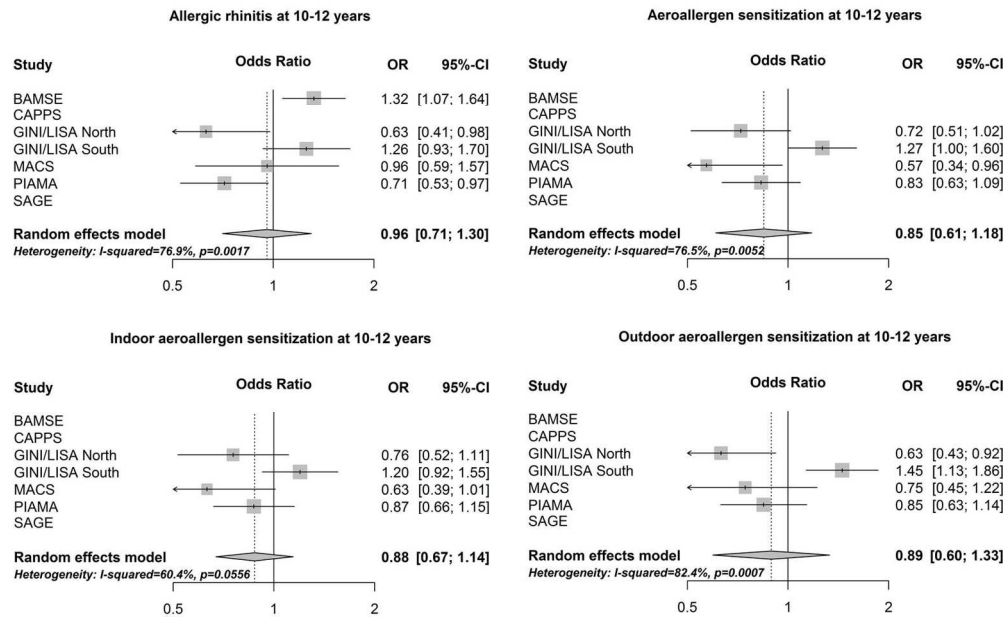 Allergic rhinitis at 10-12 years
Study Odds Ratio OR 95%-CI
BAMSE 1.32 [1.07; 1.64]
CAPPS
GINI/LISA North 0.63 [0.41; 0.98]
GINI/LISA South 1.26 [0.93; 1.70]
MACS 0.96 [0.59; 1.57]
PIAMA 0.71 [0.53; 0.97]
SAGE
Random effects model 0.96 [0.71; 1.30]
Heterogeneity: I-squared=76.9%, p=0.0017
0.5 1 2
Aeroallergen sensitization at 10-12 years
Study Odds Ratio OR 95%-CI
BAMSE
CAPPS
GINI/LISA North 0.72 [0.51; 1.02]
GINI/LISA South 1.27 [1.00; 1.60]
MACS 0.57 [0.34; 0.96]
PIAMA 0.83 [0.63; 1.09]
SAGE
Random effects model 0.85 [0.61; 1.18]
Heterogeneity: I-squared=76.5%, p=0.0052
0.5 1 2
Indoor aeroallergen sensitization at 10-12 years
Study Odds Ratio OR 95%-CI
BAMSE
CAPPS
GINI/LISA North 0.76 [0.52; 1.11]
GINI/LISA South 1.20 [0.92; 1.55]
MACS 0.63 [0.39; 1.01]
PIAMA 0.87 [0.66; 1.15]
SAGE
Random effects model 0.88 [0.67; 1.14]
Heterogeneity: I-squared=60.4%, p=0.0556
0.5 1 2
Outdoor aeroallergen sensitization at 10-12 years
Study Odds Ratio OR 95%-CI
BAMSE
CAPPS
GINI/LISA North 0.63 [0.43; 0.92]
GINI/LISA South 1.45 [1.13; 1.86]
MACS 0.75 [0.45; 1.22]
PIAMA 0.85 [0.63; 1.14]
SAGE
Random effects model 0.89 [0.60; 1.33]
Heterogeneity: I-squared=82.4%, p=0.0007
0.5 1 2